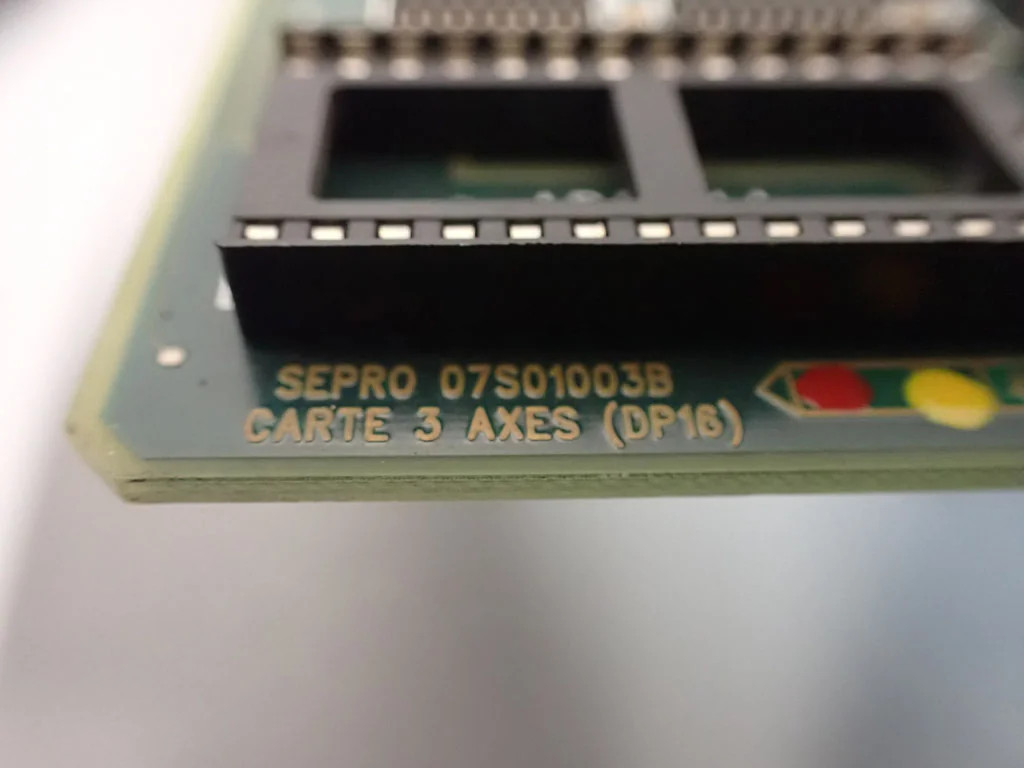 SEPRO 07S01003B
CARTE 3 AXES (DP16)